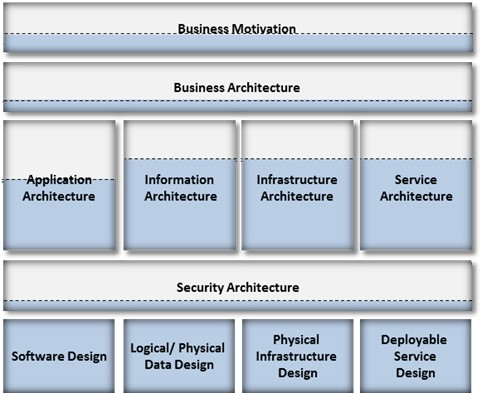 Business Motivation
Business Architecture
Application
Architecture
Information
Architecture
Infrastructure
Architecture
Service
Architecture
Security Architecture
Software Design
Logical/ Physical
Data Design
Physical
Infrastructure
Design
Deployable
Service
Design